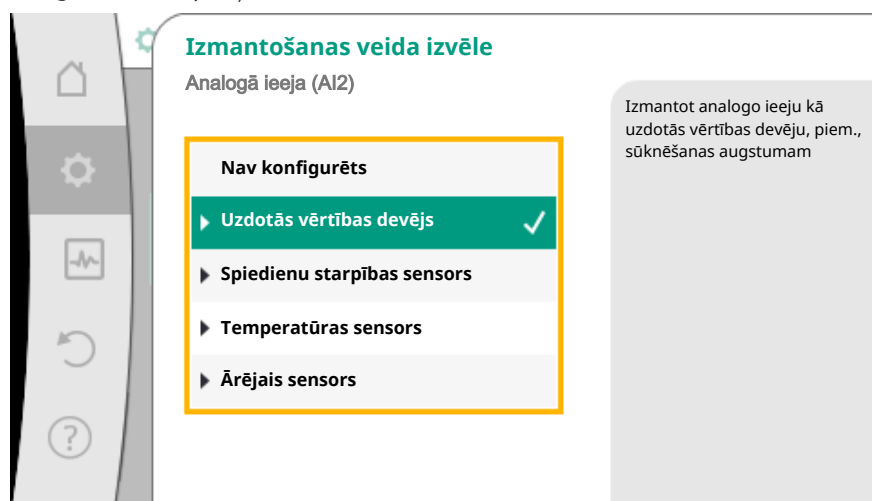 Izmantošanas veida izvēle
Analogā ieeja (AI2)
Izmantot analogo ieeju kā
uzdotās vērtības devēju, piem.,
sūknēšanas augstumam
Nav konfigurēts
Uzdotās vērtības devējs
Spiedienu starpības sensors
Temperatūras sensors
Ārējais sensors
?